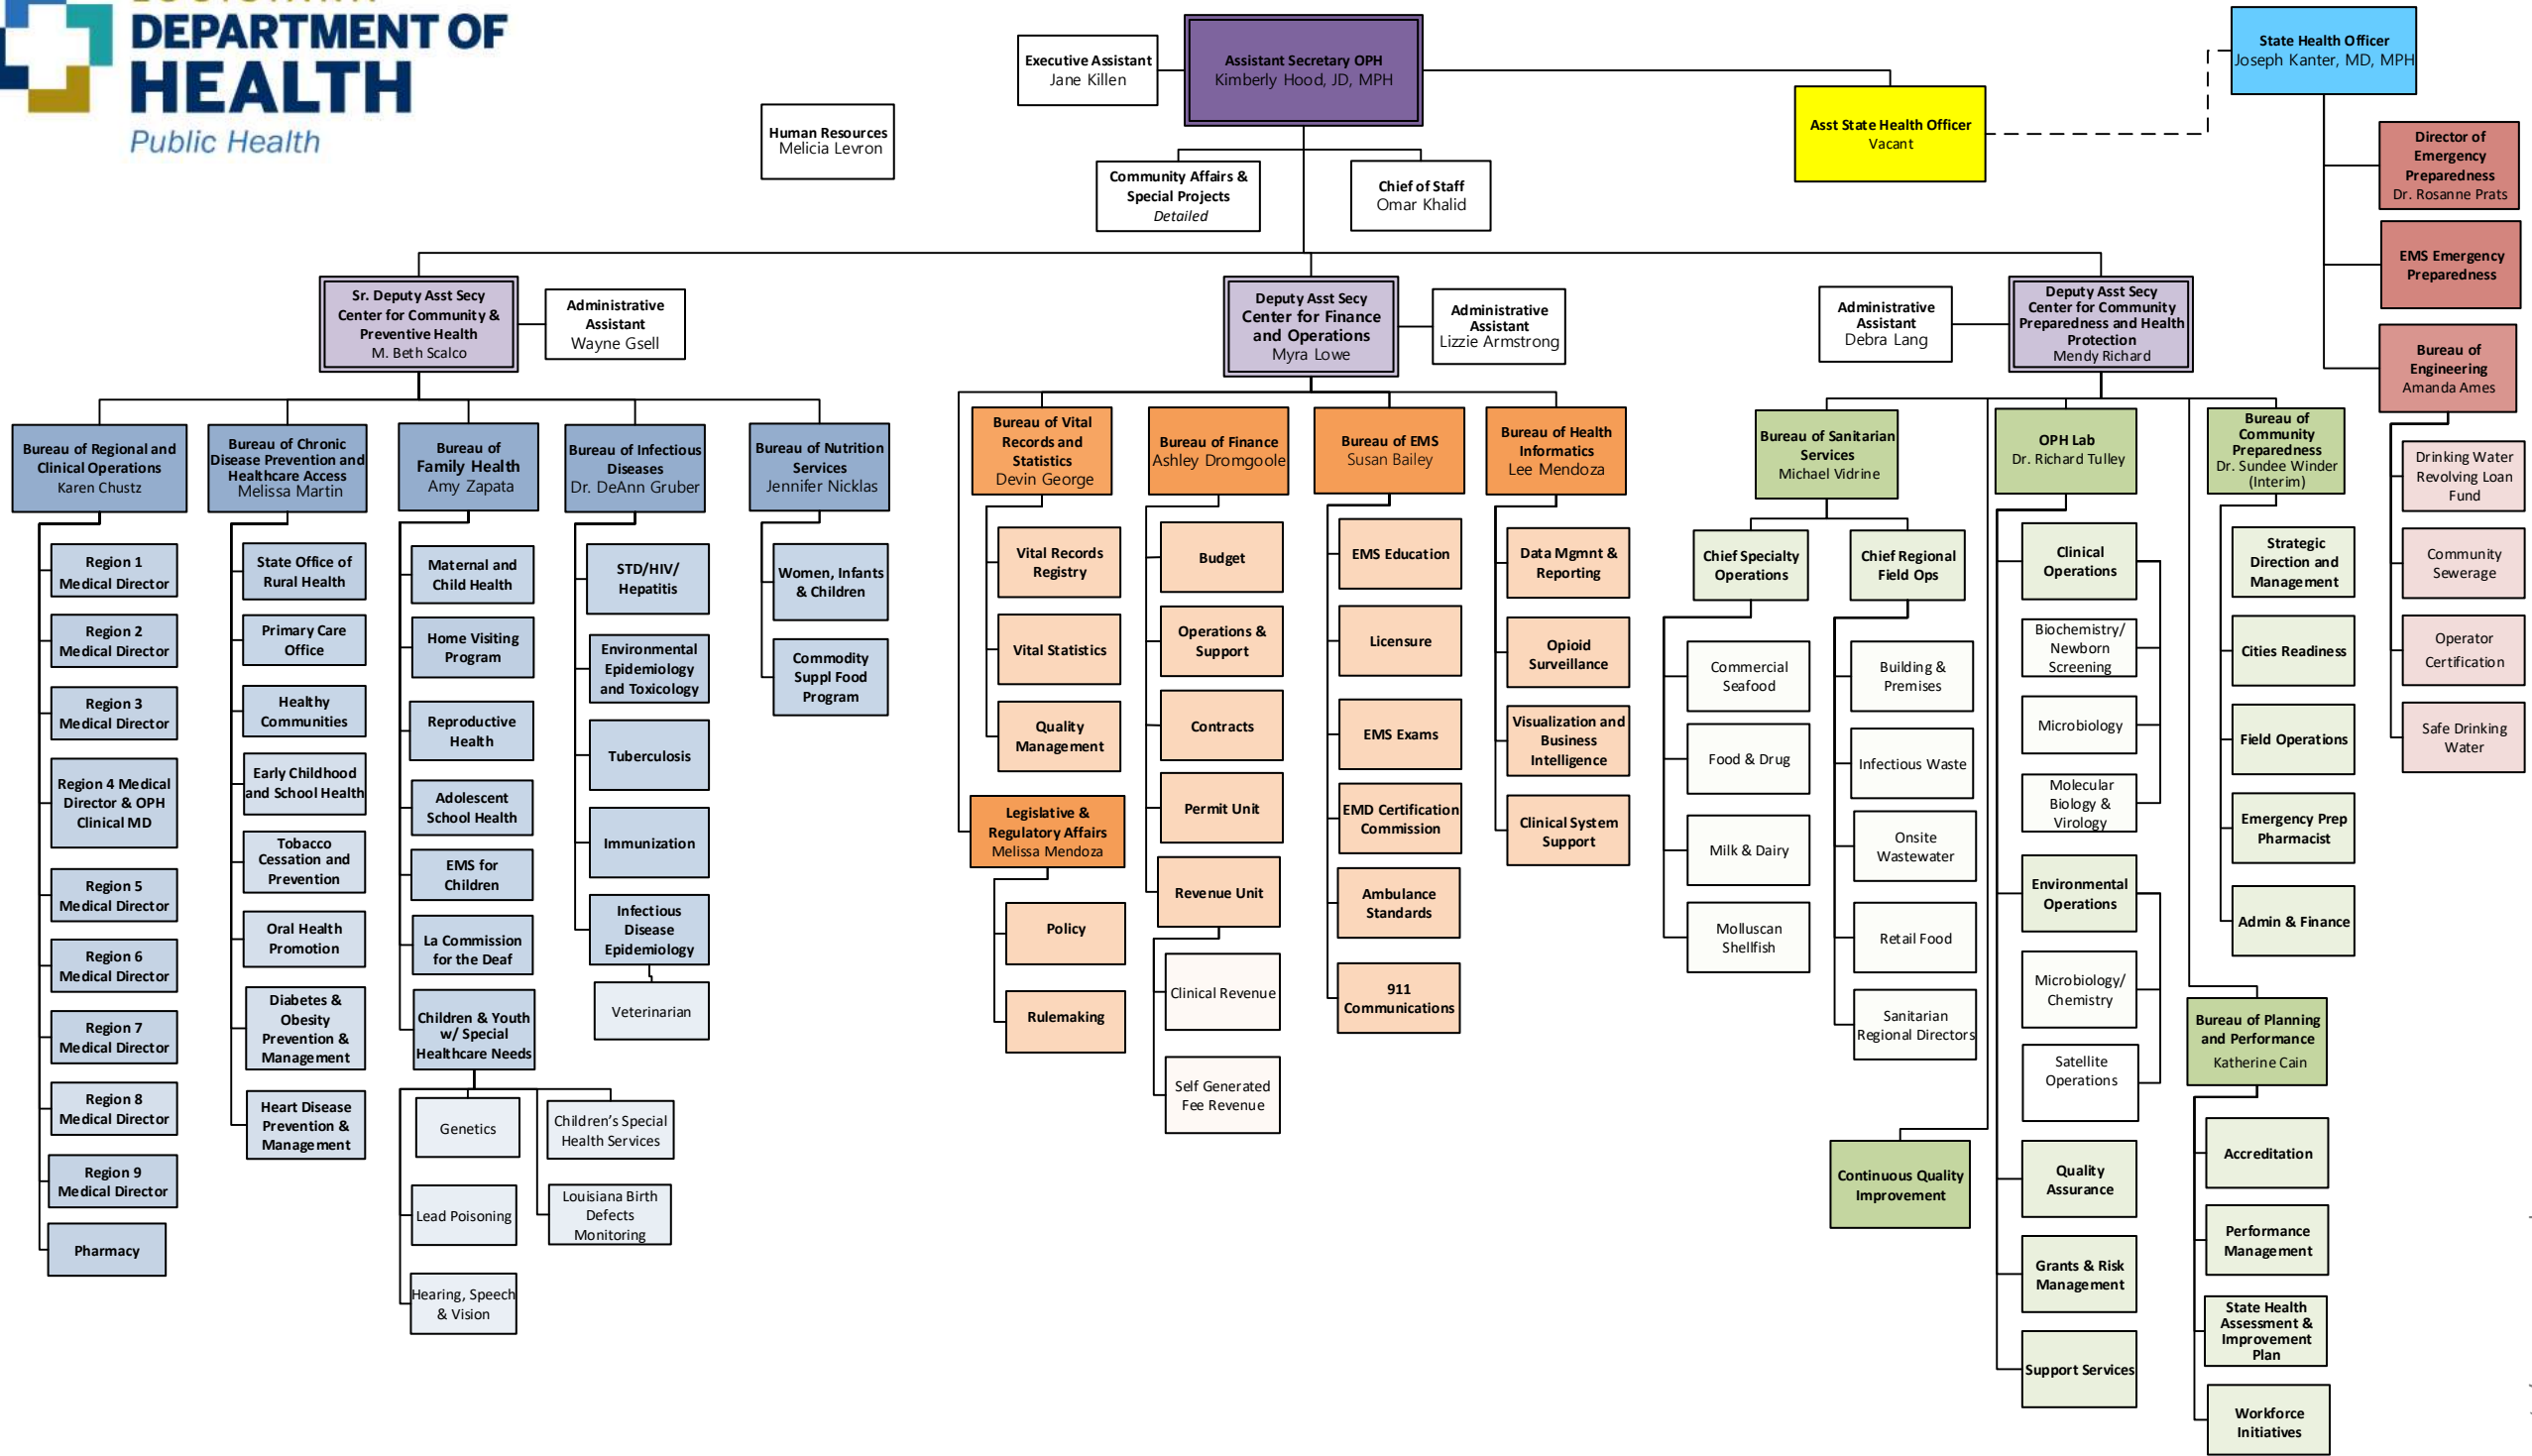 DEPARTMENT OF
HEALTH
Public Health
Executive Assistant
Jane Killen
Assistant Secretary OPH
Kimberly Hood, JD, MPH
State Health Officer
Joseph Kanter, MD, MPH
Human Resources
Melicia Levron
Asst State Health Officer
Vacant
Community Affairs &
Special Projects
Detailed
Chief of Staff
Omar Khalid
Director of
Emergency
Preparedness
Dr. Rosanne Prats
EMS Emergency
Preparedness
Bureau of
Engineering
Amanda Ames
Drinking Water
Revolving Loan
Fund
Community
Sewerage
Operator
Certification
Safe Drinking
Water
Sr. Deputy Asst Secy
Center for Community &
Preventive Health
M. Beth Scalco
Administrative
Assistant
Wayne Gsell
Deputy Asst Secy
Center for Finance
and Operations
Myra Lowe
Administrative
Assistant
Lizzie Armstrong
Administrative
Assistant
Debra Lang
Deputy Asst Secy
Center for Community
Preparedness and Health
Protection
Mendy Richard
Bureau of Regional and
Clinical Operations
Karen Chustz
Region 1
Medical Director
Region 2
Medical Director
Region 3
Medical Director
Region 4 Medical
Director & OPH
Clinical MD
Region 5
Medical Director
Region 6
Medical Director
Region 7
Medical Director
Region 8
Medical Director
Region 9
Medical Director
Pharmacy
Bureau of Chronic
Disease Prevention and
Healthcare Access
Melissa Martin
State Office of
Rural Health
Primary Care
Office
Healthy
Communities
Early Childhood
and School Health
Tobacco
Cessation and
Prevention
Oral Health
Promotion
Diabetes &
Obesity
Prevention &
Management
Heart Disease
Prevention &
Management
Bureau of
Family Health
Amy Zapata
Maternal and
Child Health
Home Visiting
Program
Reproductive
Health
Adolescent
School Health
EMS for
Children
La Commission
for the Deaf
Children & Youth
w/ Special
Healthcare Needs
Genetics
Children's Special
Health Services
Lead Poisoning
Louisiana Birth
Defects
Monitoring
Hearing, Speech
& Vision
Bureau of Infectious
Diseases
Dr. DeAnn Gruber
STD/HIV/
Hepatitis
Environmental
Epidemiology
and Toxicology
Tuberculosis
Immunization
Infectious
Disease
Epidemiology
Veterinarian
Bureau of Nutrition
Services
Jennifer Nicklas
Women, Infants
& Children
Commodity
Suppl Food
Program
Bureau of Vital
Records and
Statistics
Devin George
Vital Records
Registry
Vital Statistics
Quality
Management
Legislative &
Regulatory Affairs
Melissa Mendoza
Policy
Rulemaking
Bureau of Finance
Ashley Dromgoole
Budget
Operations &
Support
Contracts
Permit Unit
Revenue Unit
Clinical Revenue
Self Generated
Fee Revenue
Bureau of EMS
Susan Bailey
EMS Education
Licensure
EMS Exams
EMD Certification
Commission
Ambulance
Standards
911
Communications
Bureau of Health
Informatics
Lee Mendoza
Data Mgmnt &
Reporting
Opioid
Surveillance
Visualization and
Business
Intelligence
Clinical System
Support
Bureau of Sanitarian
Services
Michael Vidrine
Chief Specialty
Operations
Commercial
Seafood
Food & Drug
Milk & Dairy
Molluscan
Shellfish
Chief Regional
Field Ops
Building &
Premises
Infectious Waste
Onsite
Wastewater
Retail Food
Sanitarian
Regional Directors
Continuous Quality
Improvement
OPH Lab
Dr. Richard Tulley
Clinical
Operations
Biochemistry/
Newborn
Screening
Microbiology
Molecular
Biology &
Virology
Environmental
Operations
Microbiology/
Chemistry
Satellite
Operations
Quality
Assurance
Grants & Risk
Management
Support Services
Bureau of
Community
Preparedness
Dr. Sundee Winder
(Interim)
Strategic
Direction and
Management
Cities Readiness
Field Operations
Emergency Prep
Pharmacist
Admin & Finance
Bureau of Planning
and Performance
Katherine Cain
Accreditation
Performance
Management
State Health
Assessment &
Improvement
Plan
Workforce
Initiatives